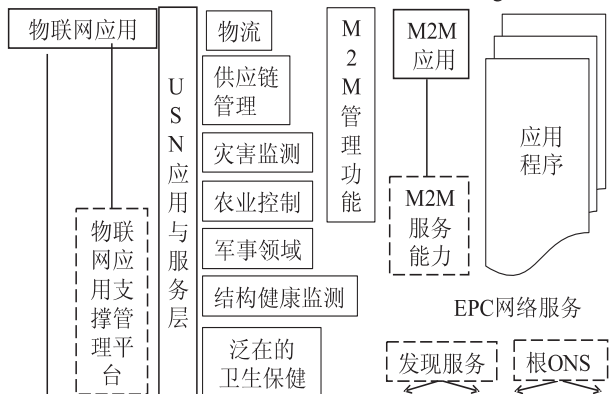 物联网应用
物联
网应
用支
撑管
理平
台
U
S
N
应
用
与
服
务
层
物流
供应链
管理
灾害监测
农业控制
军事领域
结构健康监测
泛在的
卫生保健
M
2
M
管
理
功
能
M2M
应用
M2M
服务
能力
应用
程序
EPC网络服务
发现服务
根ONS